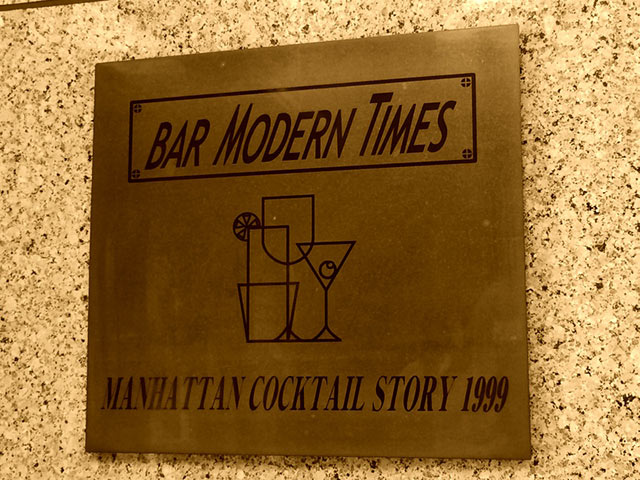 BAR MODERN TIMES
MANHATTAN COCKTAIL STORY 1999